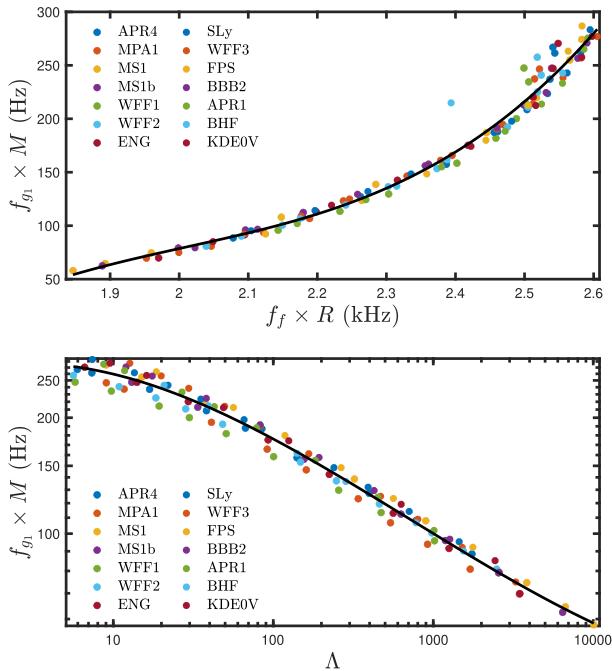 300
250
200
150
100
50
f_{g_1} × M (Hz)
APR4 SLy
MPA1 WFF3
MS1 FPS
MS1b BBB2
WFF1 APR1
WFF2 BHF
ENG KDE0V
1.9 2 2.1 2.2 2.3 2.4 2.5 2.6
f_f × R (kHz)
250
200
150
100
f_{g_1} × M (Hz)
APR4 SLy
MPA1 WFF3
MS1 FPS
MS1b BBB2
WFF1 APR1
WFF2 BHF
ENG KDE0V
10 100 1000 10000
Λ